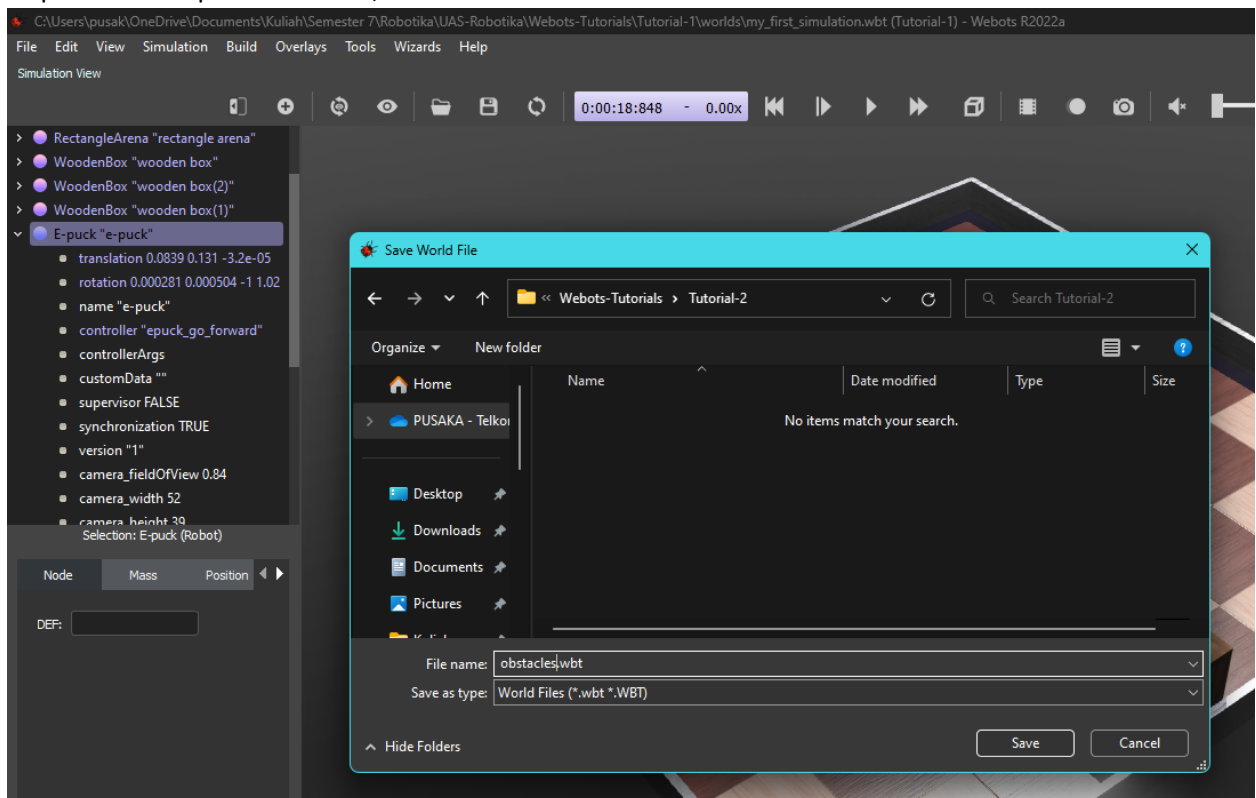 C:\Users\pusak\OneDrive\Documents\Kuliah\Semester 7\Robotika\UAS-Robotika\Webots-Tutorials\Tutorial-1\worlds\my_first_simulation.wbt (Tutorial-1) - Webots R2022a
File Edit View Simulation Build Overlays Tools Wizards Help
Simulation View
0:00:18:848 - 0.00x
RectangleArena "rectangle arena"
WoodenBox "wooden box"
WoodenBox "wooden box(2)"
WoodenBox "wooden box(1)"
E-puck "e-puck"
translation 0.0839 0.131 -3.2e-05
rotation 0.000281 0.000504 -1 1.02
name "e-puck"
controller "epuck_go_forward"
controllerArgs
customData ""
supervisor FALSE
synchronization TRUE
version "1"
camera_fieldOfView 0.84
camera_width 52
camera_height 39
Selection: E-puck (Robot)
Node Mass Position
DEF:
Save World File
« Webots-Tutorials › Tutorial-2
Search Tutorial-2
Organize New folder
Name Date modified Type Size
No items match your search.
Home
PUSAKA - Telko
Desktop
Downloads
Documents
Pictures
File name: obstacles.wbt
Save as type: World Files (*.wbt *.WBT)
Hide Folders
Save Cancel